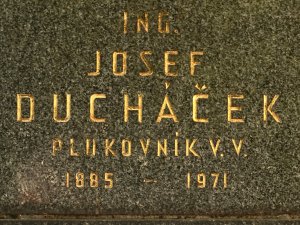 ING.
JOSEF
DUCHÁČEK
PLUKOVNÍK V.V.
1885 – 1971